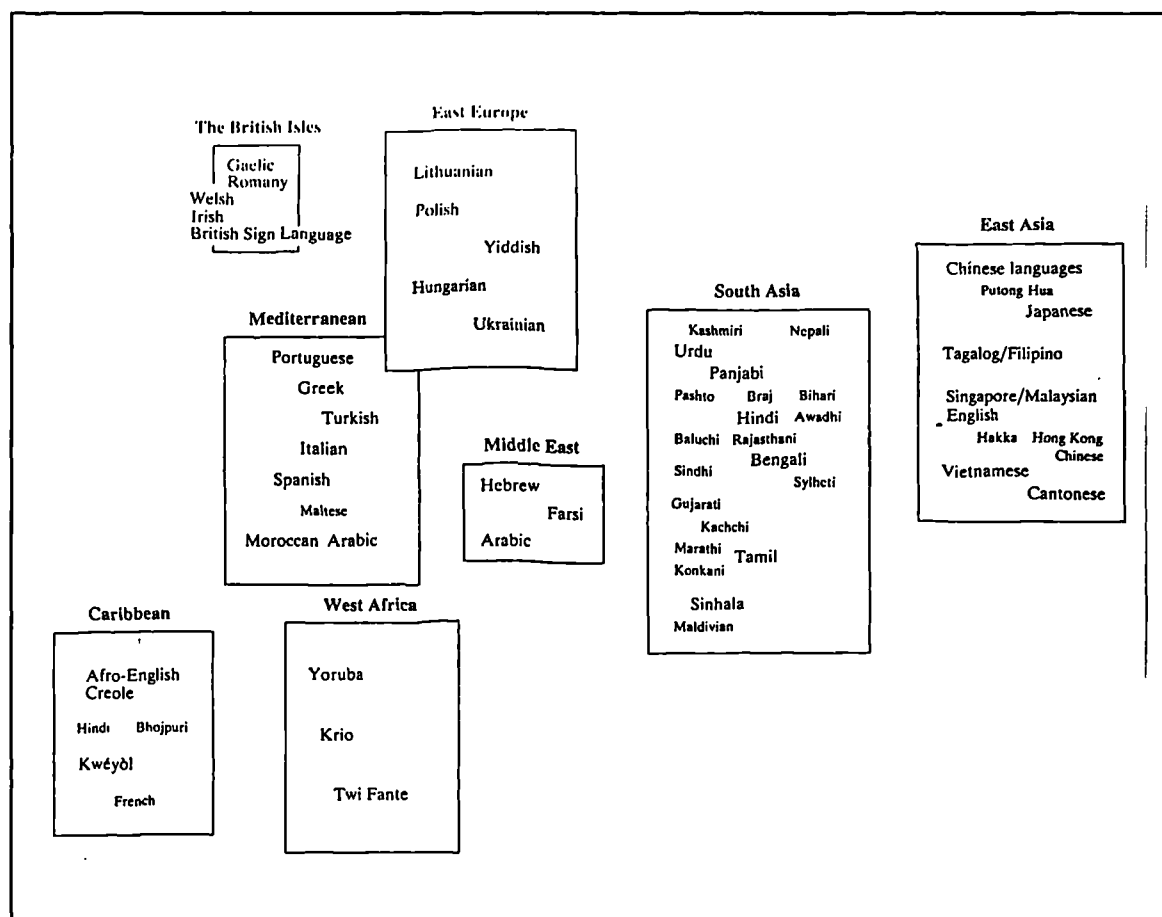 The British Isles
Gaelic
Romany
Welsh
Irish
British Sign Language
East Europe
Lithuanian
Polish
Yiddish
Hungarian
Ukrainian
Mediterranean
Portuguese
Greek
Turkish
Italian
Spanish
Maltese
Moroccan Arabic
Middle East
Hebrew
Farsi
Arabic
South Asia
Kashmiri Nepali
Urdu
Panjabi
Pashto Braj Bihari
Hindi Awadhi
Baluchi Rajasthani
Bengali
Sindhi
Sylheti
Gujarati
Kachchi
Marathi Tamil
Konkani
Sinhala
Maldivian
East Asia
Chinese languages
Putong Hua
Japanese
Tagalog/Filipino
Singapore/Malaysian
English
Hakka Hong Kong
Chinese
Vietnamese
Cantonese
Caribbean
Afro-English
Creole
Hindi Bhojpuri
Kwéyòl
French
West Africa
Yoruba
Krio
Twi Fante